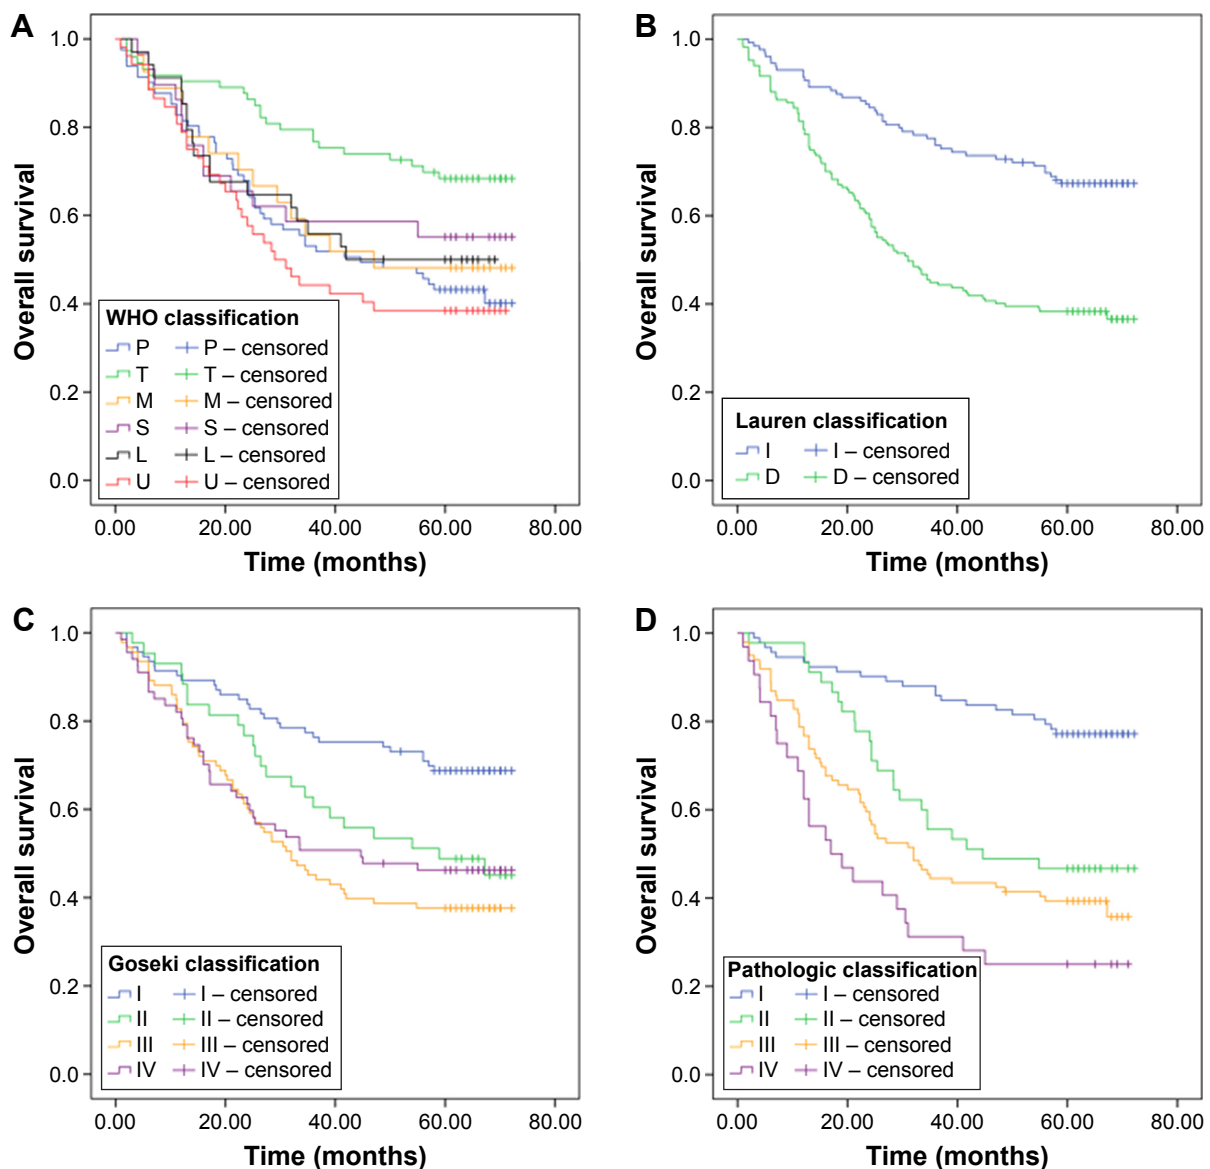 A
Overall survival
1.0
0.8
0.6
0.4
0.2
0.0
WHO classification
P P – censored
T T – censored
M M – censored
S S – censored
L L – censored
U U – censored
0.00 20.00 40.00 60.00 80.00
Time (months)
B
Overall survival
1.0
0.8
0.6
0.4
0.2
0.0
Lauren classification
I I – censored
D D – censored
0.00 20.00 40.00 60.00 80.00
Time (months)
C
Overall survival
1.0
0.8
0.6
0.4
0.2
0.0
Goseki classification
I I – censored
II II – censored
III III – censored
IV IV – censored
0.00 20.00 40.00 60.00 80.00
Time (months)
D
Overall survival
1.0
0.8
0.6
0.4
0.2
0.0
Pathologic classification
I I – censored
II II – censored
III III – censored
IV IV – censored
0.00 20.00 40.00 60.00 80.00
Time (months)